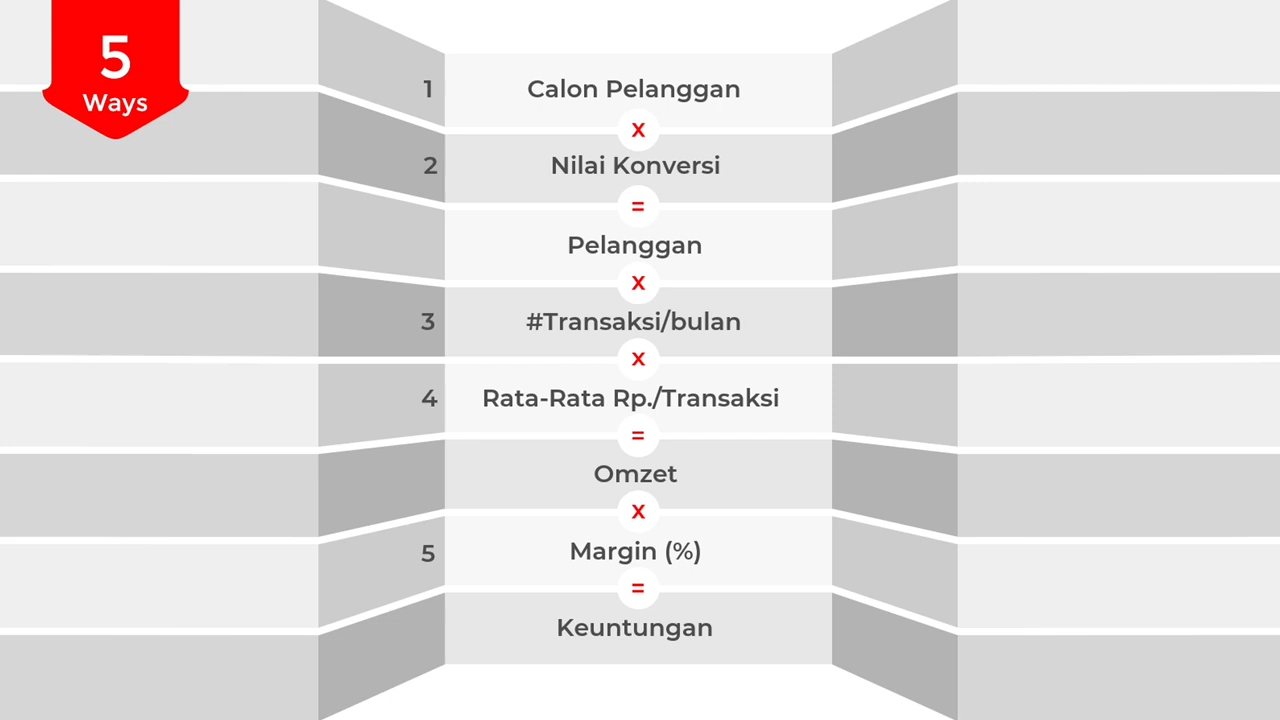 5
Ways
1 Calon Pelanggan
x
2 Nilai Konversi
=
Pelanggan
x
3 #Transaksi/bulan
x
4 Rata-Rata Rp./Transaksi
=
Omzet
x
5 Margin (%)
=
Keuntungan